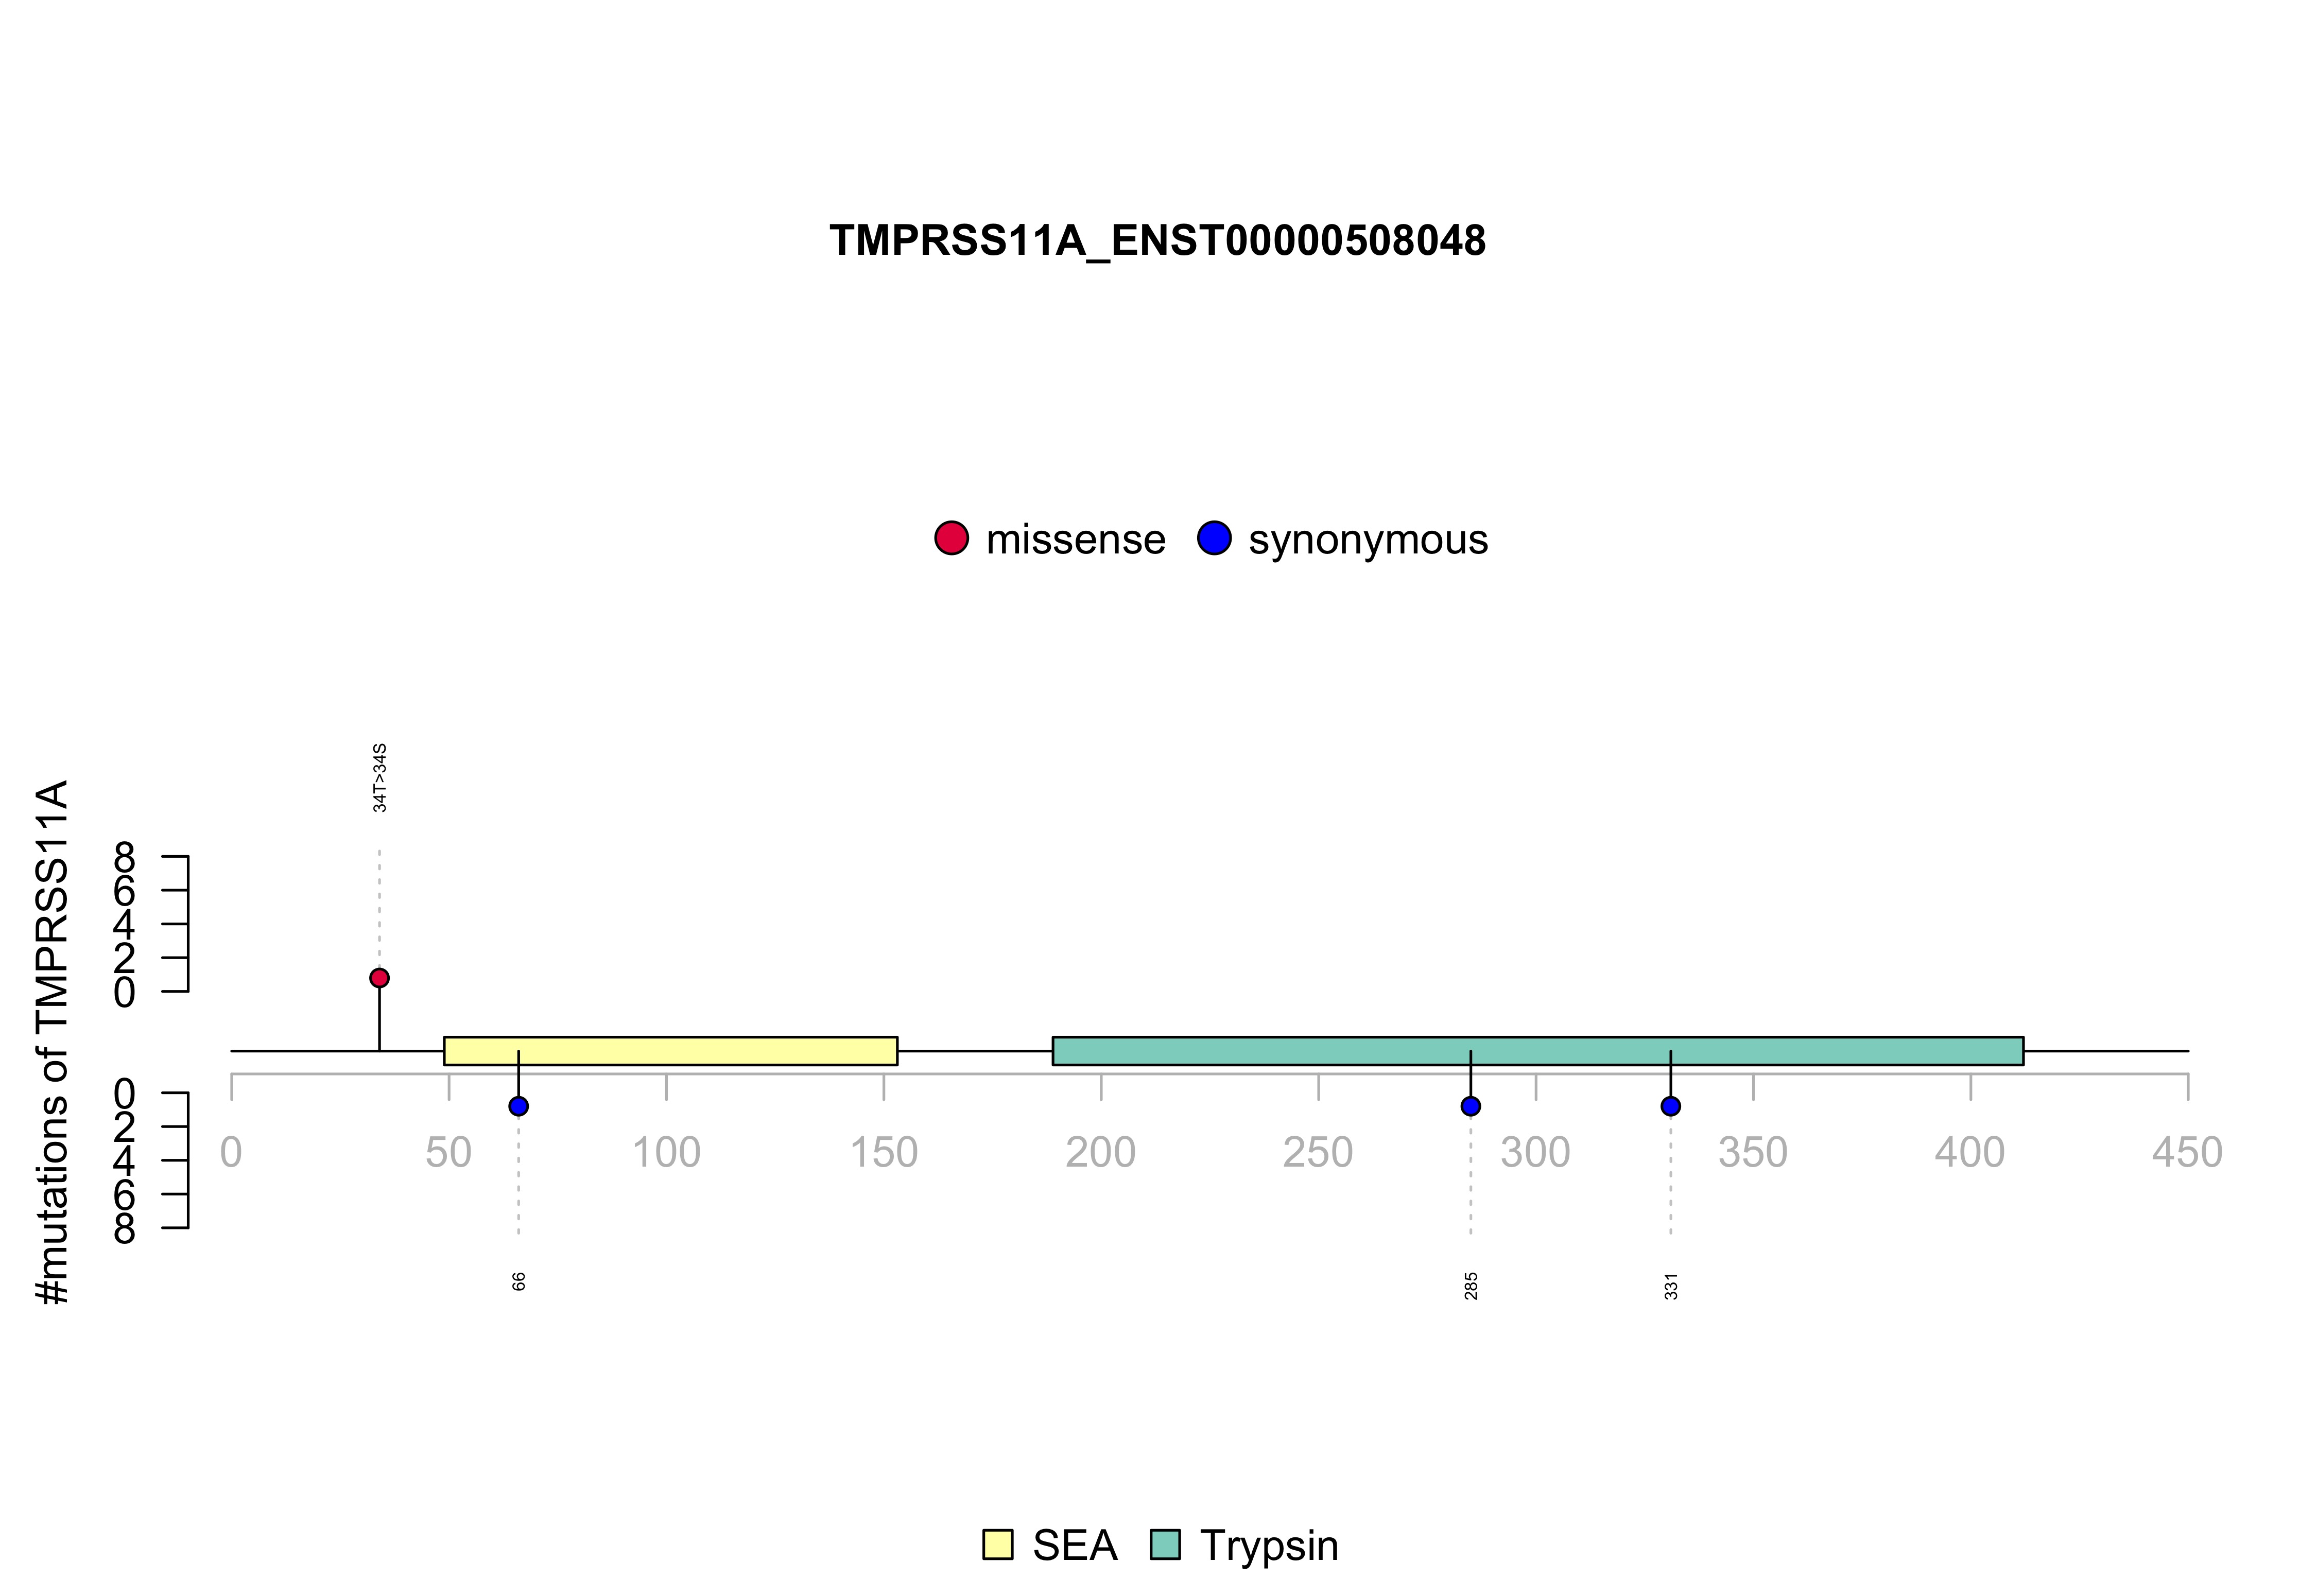 TMPRSS11A_ENST00000508048
missense synonymous
34T>34S
#mutations of TMPRSS11A
8
6
4
2
0
0
2
4
6
8
0 50 100 150 200 250 300 350 400 450
66 285 331
SEA Trypsin